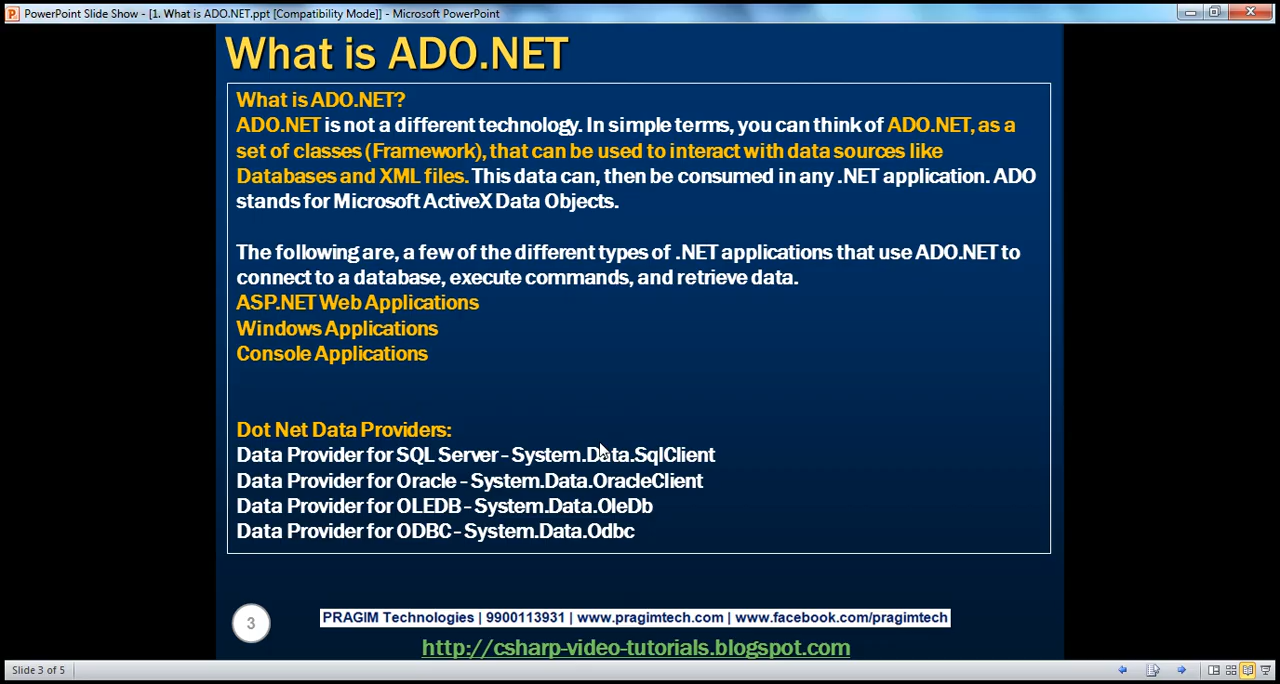 PowerPoint Slide Show - [1. What is ADO.NET.ppt [Compatibility Mode]] - Microsoft PowerPoint
What is ADO.NET
What is ADO.NET?
ADO.NET is not a different technology. In simple terms, you can think of ADO.NET, as a
set of classes (Framework), that can be used to interact with data sources like
Databases and XML files. This data can, then be consumed in any .NET application. ADO
stands for Microsoft ActiveX Data Objects.
The following are, a few of the different types of .NET applications that use ADO.NET to
connect to a database, execute commands, and retrieve data.
ASP.NET Web Applications
Windows Applications
Console Applications
Dot Net Data Providers:
Data Provider for SQL Server - System.Data.SqlClient
Data Provider for Oracle - System.Data.OracleClient
Data Provider for OLEDB - System.Data.OleDb
Data Provider for ODBC - System.Data.Odbc
3
PRAGIM Technologies | 9900113931 | www.pragimtech.com | www.facebook.com/pragimtech
http://csharp-video-tutorials.blogspot.com
Slide 3 of 5